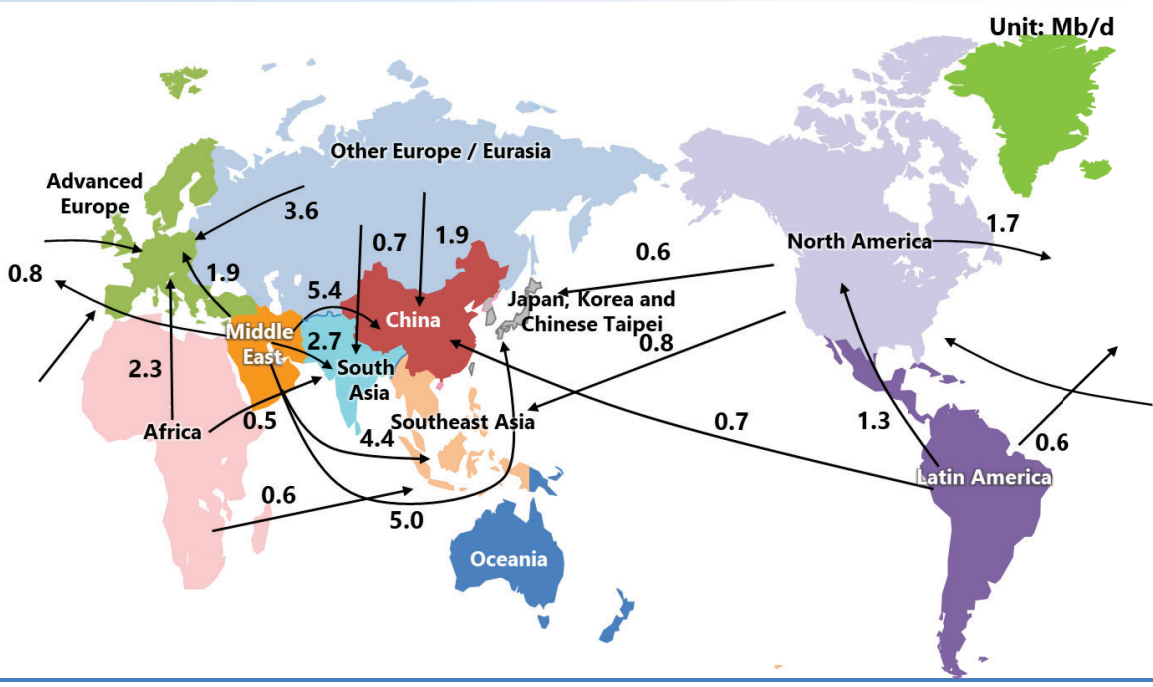 Unit: Mb/d
Other Europe / Eurasia
Advanced
Europe
3.6
1.7
0.7
1.9
North America
0.6
0.8
1.9
5.4
Japan, Korea and
Chinese Taipei
China
Middle
East
2.7
0.8
South
Asia
2.3
0.5
Africa
Southeast Asia
4.4
0.7
1.3
0.6
Latin America
0.6
5.0
Oceania